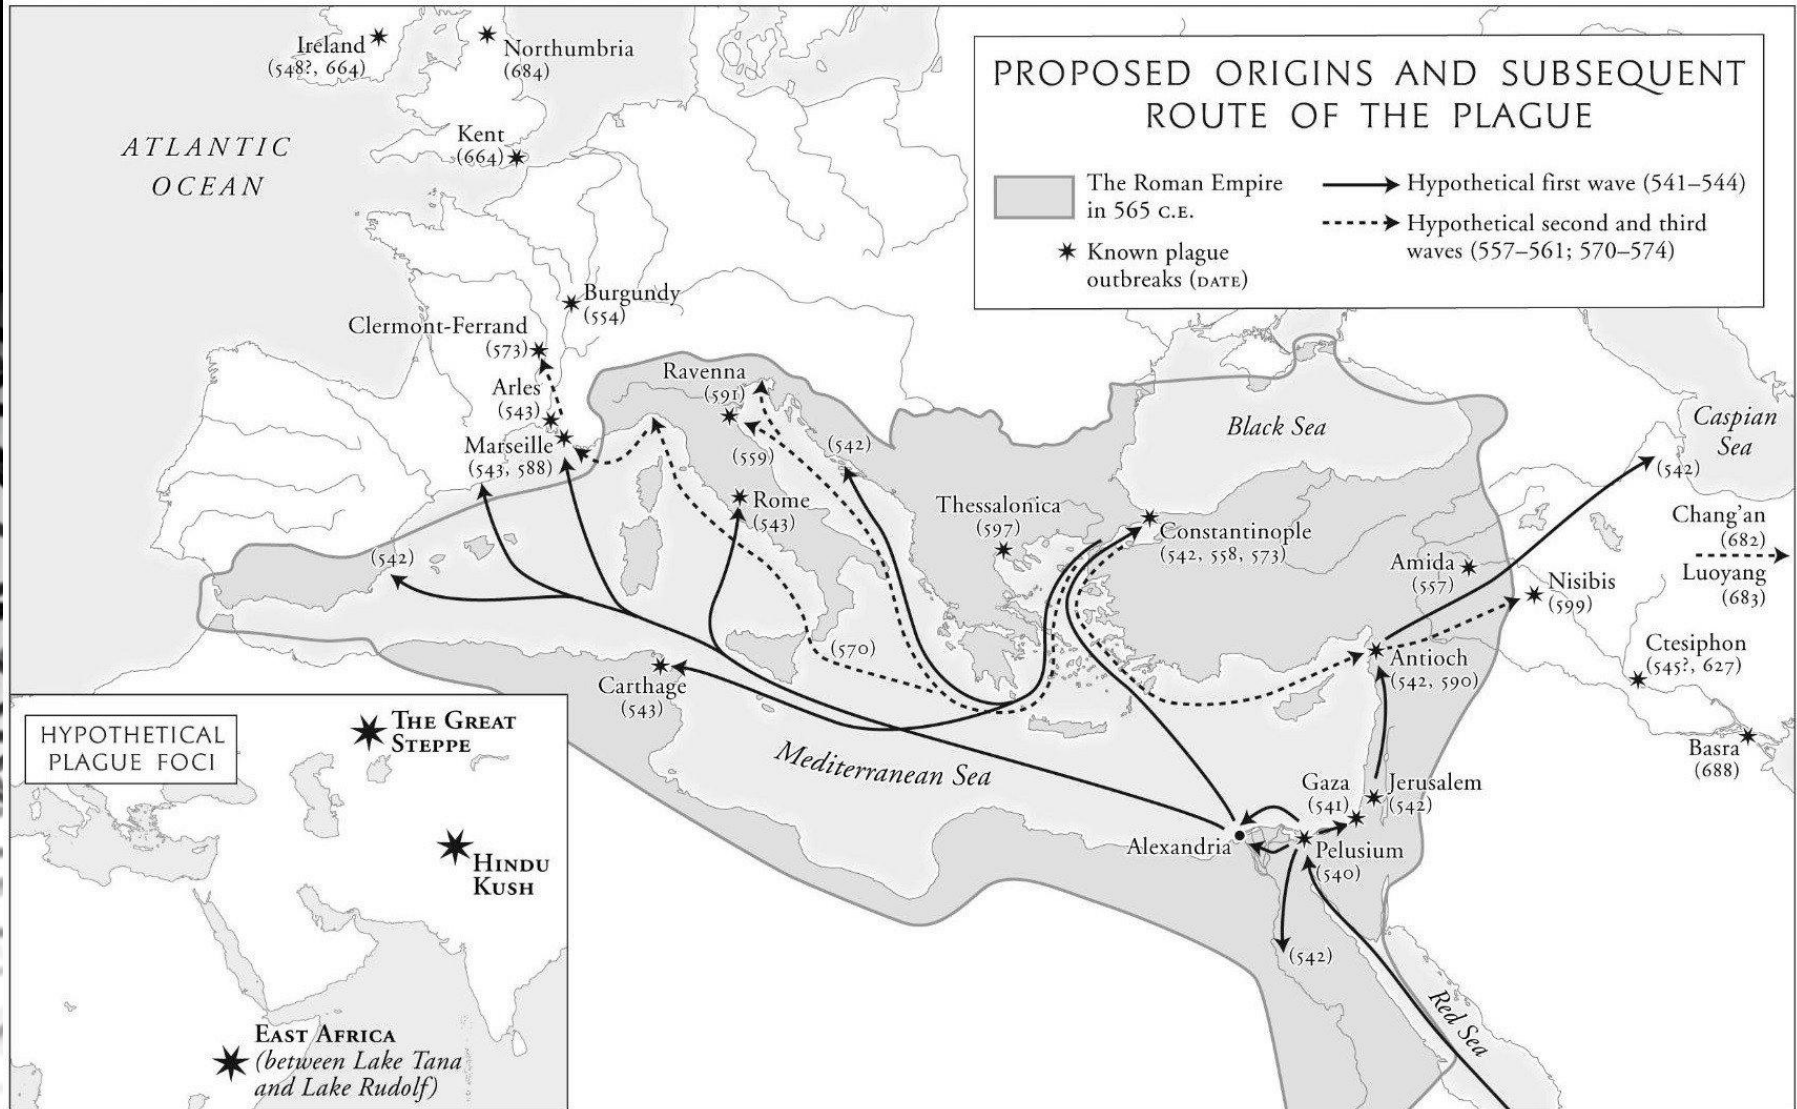 PROPOSED ORIGINS AND SUBSEQUENT
ROUTE OF THE PLAGUE
The Roman Empire
in 565 C.E.
Known plague
outbreaks (DATE)
Hypothetical first wave (541–544)
Hypothetical second and third
waves (557–561; 570–574)
Ireland
(548?, 664)
Northumbria
(684)
Kent
(664)
ATLANTIC
OCEAN
Burgundy
(554)
Clermont-Ferrand
(573)
Arles
(543)
Marseille
(543, 588)
Ravenna
(591)
(559)
(542)
Rome
(543)
(542)
Thessalonica
(597)
Constantinople
(542, 558, 573)
Black Sea
Caspian
Sea
(542)
Chang'an
(682)
Luoyang
(683)
Amida
(557)
Nisibis
(599)
Ctesiphon
(545?, 627)
Basra
(688)
Antioch
(542, 590)
(570)
Carthage
(543)
Mediterranean Sea
Gaza
(541)
Jerusalem
(542)
Alexandria
Pelusium
(540)
(542)
Red Sea
HYPOTHETICAL
PLAGUE FOCI
THE GREAT
STEPPE
HINDU
KUSH
EAST AFRICA
(between Lake Tana
and Lake Rudolf)